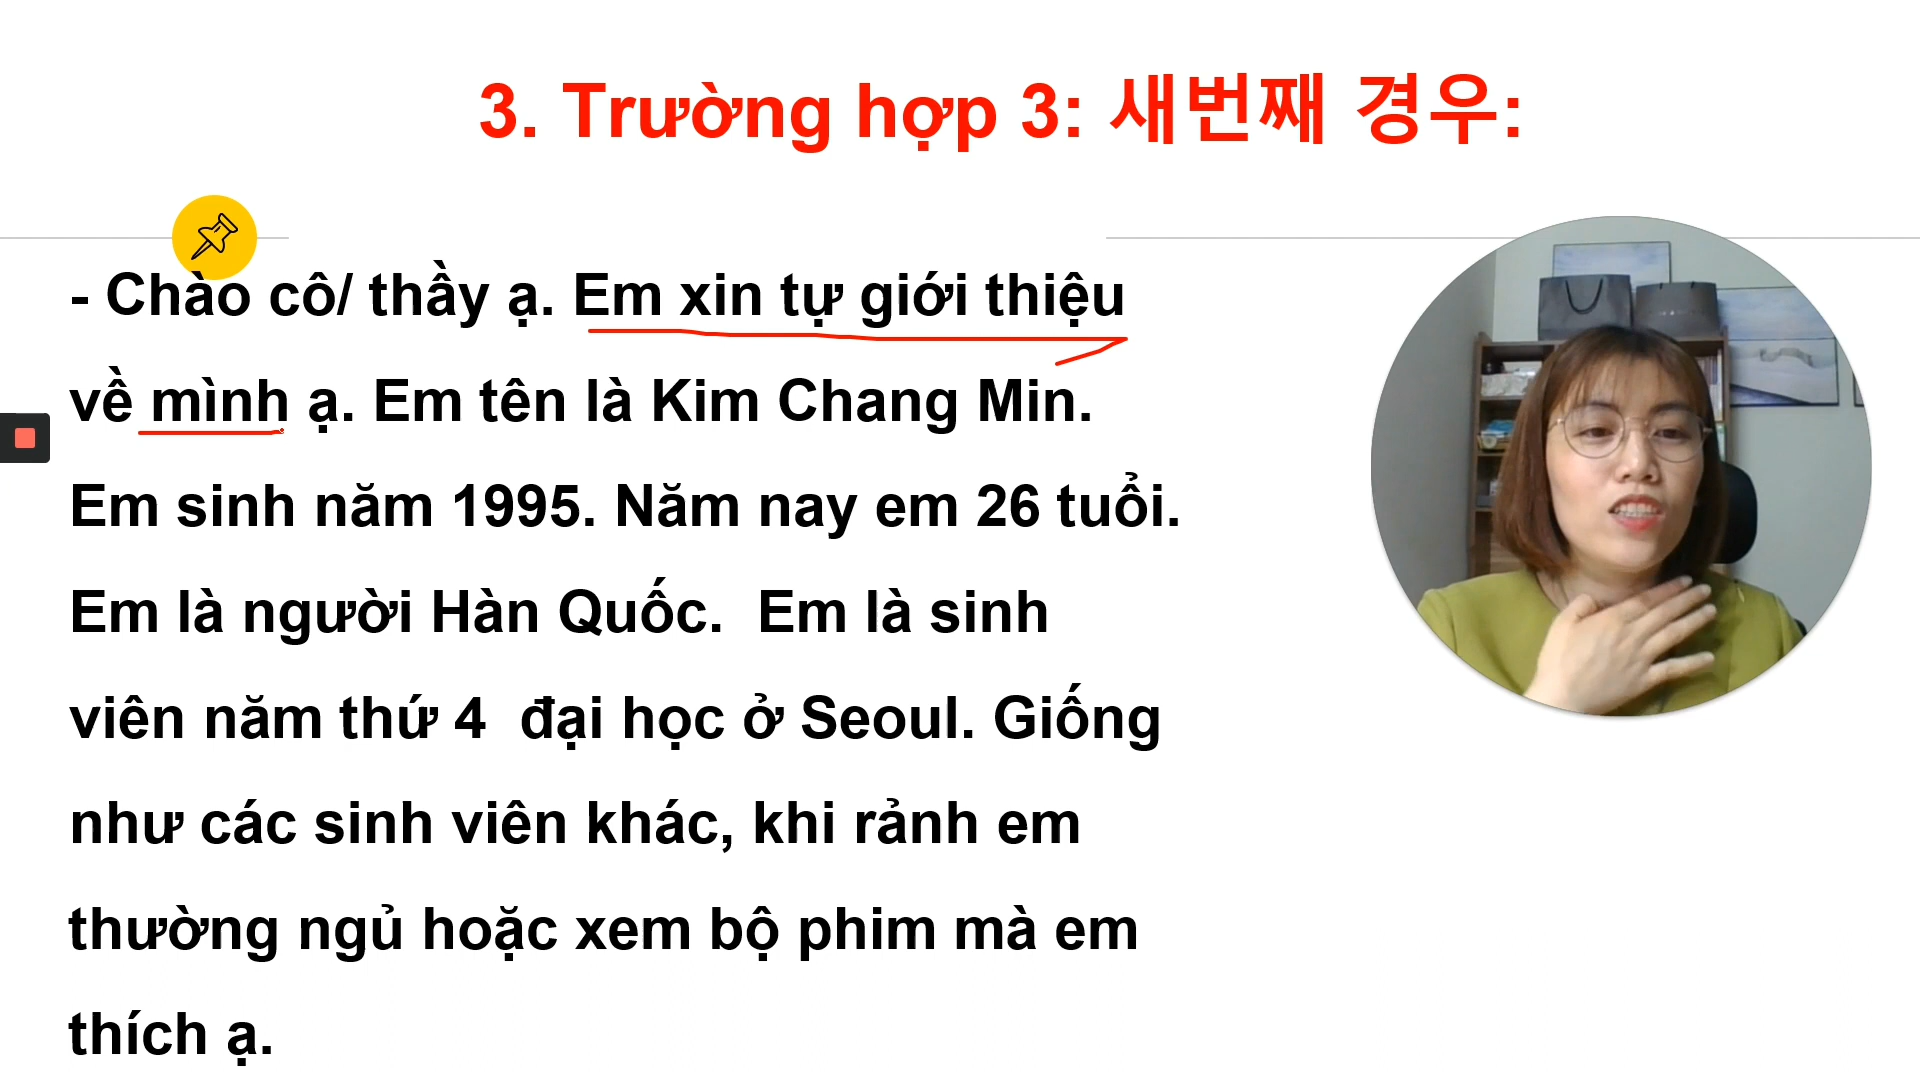 3. Trường hợp 3: 새번째 경우:
- Chào cô/ thầy ạ. Em xin tự giới thiệu
về mình ạ. Em tên là Kim Chang Min.
Em sinh năm 1995. Năm nay em 26 tuổi.
Em là người Hàn Quốc.  Em là sinh
viên năm thứ 4  đại học ở Seoul. Giống
như các sinh viên khác, khi rảnh em
thường ngủ hoặc xem bộ phim mà em
thích ạ.